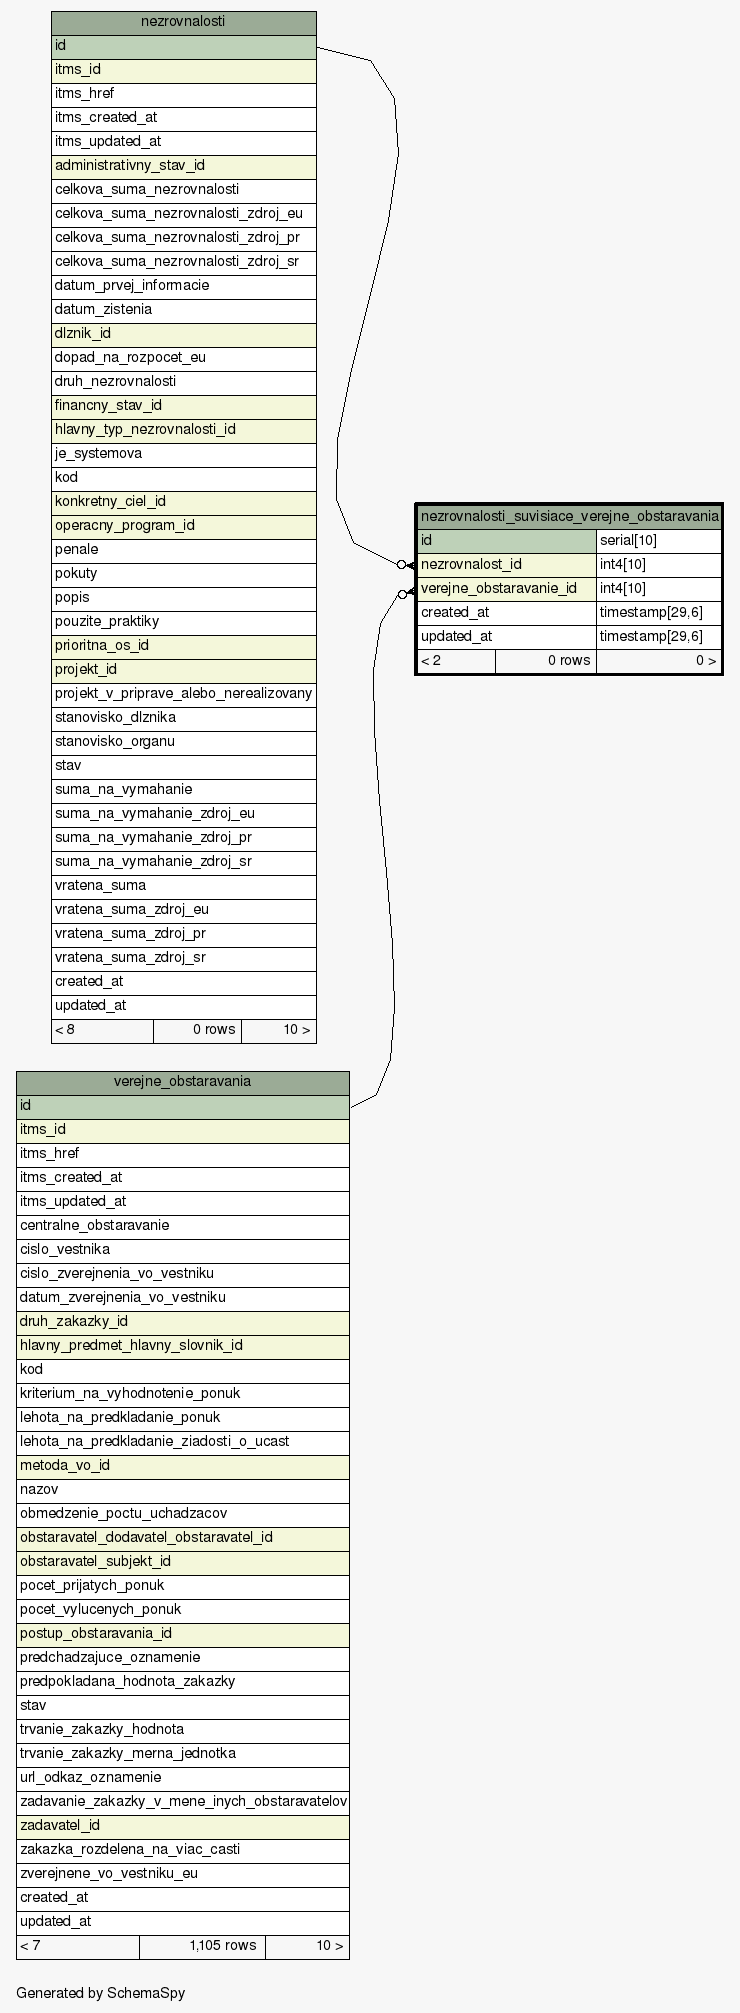 nezrovnalosti
id
itms_id
itms_href
itms_created_at
itms_updated_at
administrativny_stav_id
celkova_suma_nezrovnalosti
celkova_suma_nezrovnalosti_zdroj_eu
celkova_suma_nezrovnalosti_zdroj_pr
celkova_suma_nezrovnalosti_zdroj_sr
datum_prvej_informacie
datum_zistenia
dlznik_id
dopad_na_rozpocet_eu
druh_nezrovnalosti
financny_stav_id
hlavny_typ_nezrovnalosti_id
je_systemova
kod
konkretny_ciel_id
operacny_program_id
penale
pokuty
popis
pouzite_praktiky
prioritna_os_id
projekt_id
projekt_v_priprave_alebo_nerealizovany
stanovisko_dlznika
stanovisko_organu
stav
suma_na_vymahanie
suma_na_vymahanie_zdroj_eu
suma_na_vymahanie_zdroj_pr
suma_na_vymahanie_zdroj_sr
vratena_suma
vratena_suma_zdroj_eu
vratena_suma_zdroj_pr
vratena_suma_zdroj_sr
created_at
updated_at
< 8 0 rows 10 >
nezrovnalosti_suvisiace_verejne_obstaravania
id serial[10]
nezrovnalost_id int4[10]
verejne_obstaravanie_id int4[10]
created_at timestamp[29,6]
updated_at timestamp[29,6]
< 2 0 rows 0 >
verejne_obstaravania
id
itms_id
itms_href
itms_created_at
itms_updated_at
centralne_obstaravanie
cislo_vestnika
cislo_zverejnenia_vo_vestniku
datum_zverejnenia_vo_vestniku
druh_zakazky_id
hlavny_predmet_hlavny_slovnik_id
kod
kriterium_na_vyhodnotenie_ponuk
lehota_na_predkladanie_ponuk
lehota_na_predkladanie_ziadosti_o_ucast
metoda_vo_id
nazov
obmedzenie_poctu_uchadzacov
obstaravatel_dodavatel_obstaravatel_id
obstaravatel_subjekt_id
pocet_prijatych_ponuk
pocet_vylucenych_ponuk
postup_obstaravania_id
predchadzajuce_oznamenie
predpokladana_hodnota_zakazky
stav
trvanie_zakazky_hodnota
trvanie_zakazky_merna_jednotka
url_odkaz_oznamenie
zadavanie_zakazky_v_mene_inych_obstaravatelov
zadavatel_id
zakazka_rozdelena_na_viac_casti
zverejnene_vo_vestniku_eu
created_at
updated_at
< 7 1,105 rows 10 >
Generated by SchemaSpy